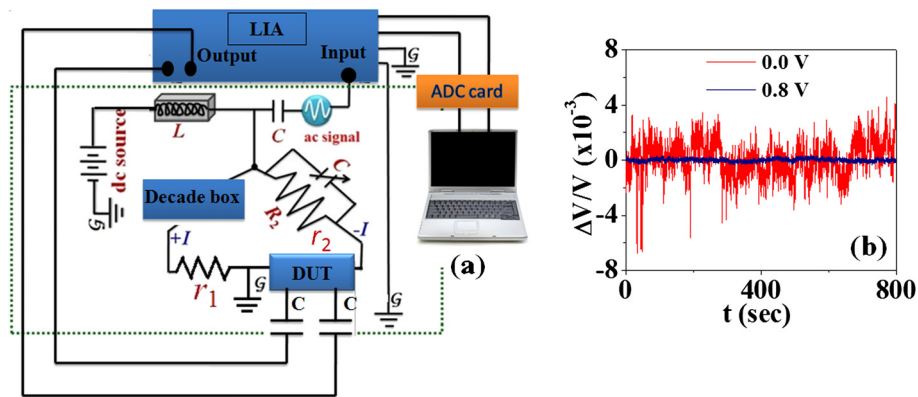 LIA
Output
Input
𝒢
ADC card
dc source
L
C
ac signal
𝒢
Decade box
C
R₂
r₂
+I
-I
r₁
𝒢
DUT
C
C
𝒢
(a)
ΔV/V (x10⁻³)
8
4
0
-4
-8
0.0 V
0.8 V
(b)
0
400
800
t (sec)